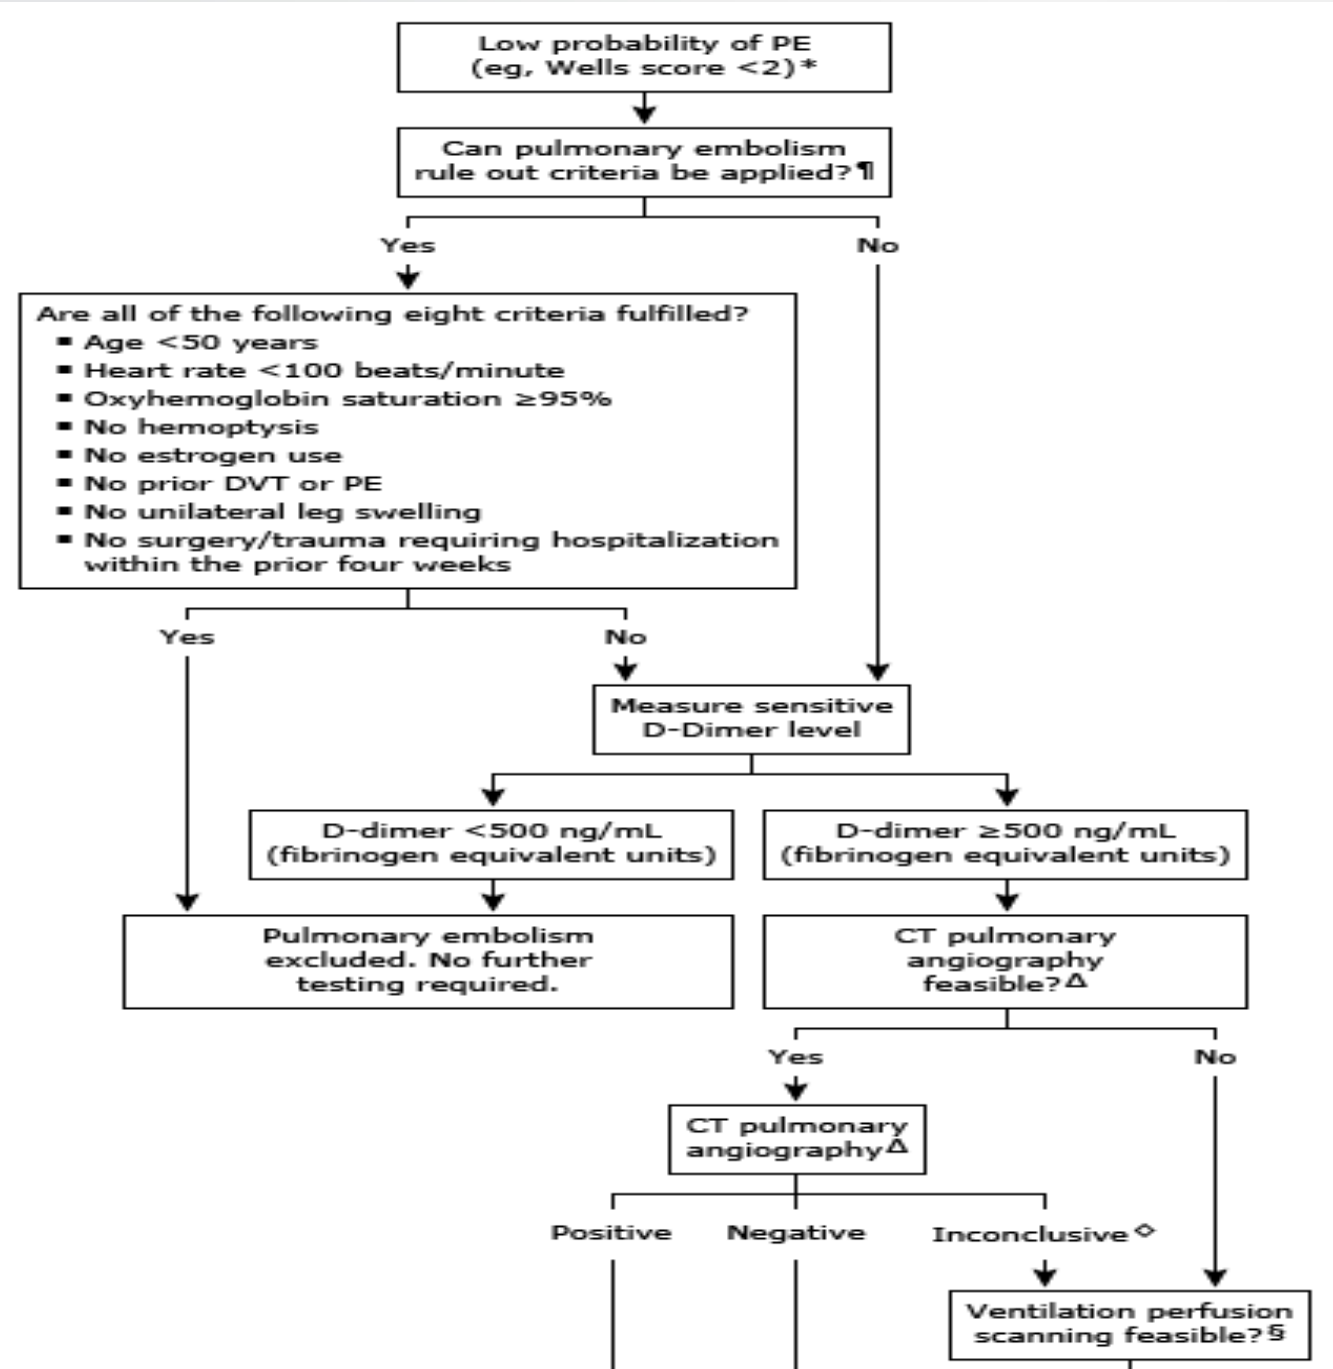 Low probability of PE
(eg, Wells score <2)*
Can pulmonary embolism
rule out criteria be applied?¶
Yes
No
Are all of the following eight criteria fulfilled?
▪ Age <50 years
▪ Heart rate <100 beats/minute
▪ Oxyhemoglobin saturation ≥95%
▪ No hemoptysis
▪ No estrogen use
▪ No prior DVT or PE
▪ No unilateral leg swelling
▪ No surgery/trauma requiring hospitalization
within the prior four weeks
Yes
No
Measure sensitive
D-Dimer level
D-dimer <500 ng/mL
(fibrinogen equivalent units)
D-dimer ≥500 ng/mL
(fibrinogen equivalent units)
Pulmonary embolism
excluded. No further
testing required.
CT pulmonary
angiography
feasible?Δ
Yes
No
CT pulmonary
angiographyΔ
Positive
Negative
Inconclusive◇
Ventilation perfusion
scanning feasible?§